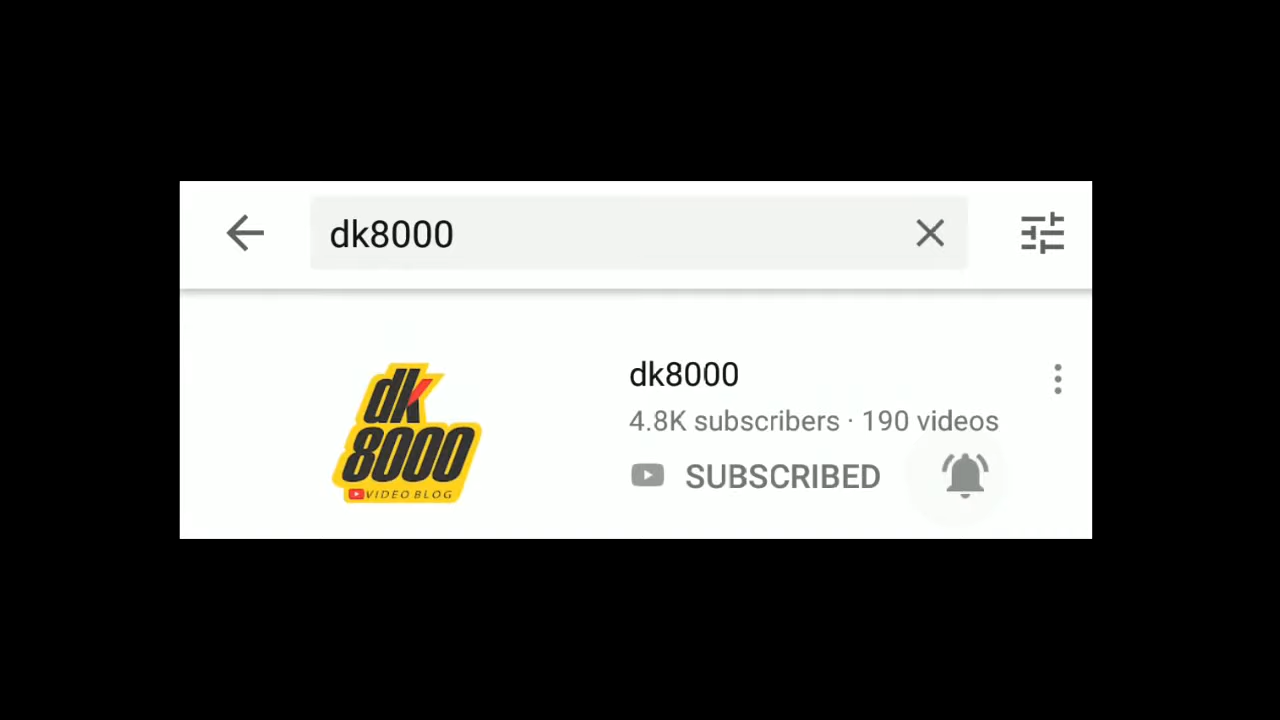 dk8000
dk
8000
VIDEO BLOG
dk8000
4.8K subscribers · 190 videos
SUBSCRIBED